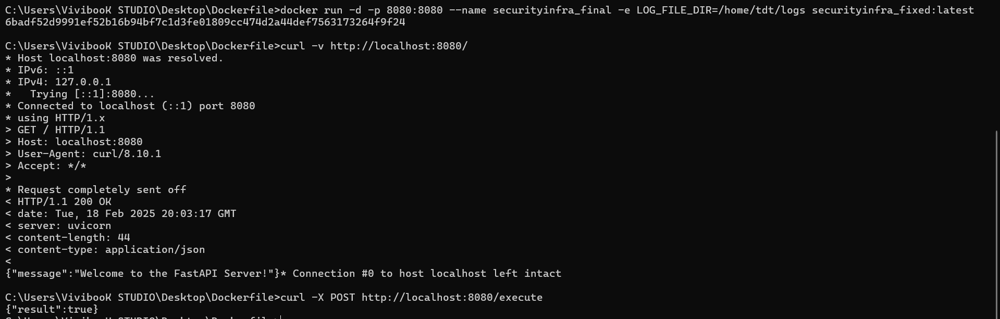 C:\Users\VivibooK STUDIO\Desktop\Dockerfile>docker run -d -p 8080:8080 --name securityinfra_final -e LOG_FILE_DIR=/home/tdt/logs securityinfra_fixed:latest
6badf52d9991ef52b16b94bf7c1d3fe01809cc474d2a44def7563173264f9f24
C:\Users\VivibooK STUDIO\Desktop\Dockerfile>curl -v http://localhost:8080/
* Host localhost:8080 was resolved.
* IPv6: ::1
* IPv4: 127.0.0.1
*   Trying [::1]:8080...
* Connected to localhost (::1) port 8080
* using HTTP/1.x
> GET / HTTP/1.1
> Host: localhost:8080
> User-Agent: curl/8.10.1
> Accept: */*
>
* Request completely sent off
< HTTP/1.1 200 OK
< date: Tue, 18 Feb 2025 20:03:17 GMT
< server: uvicorn
< content-length: 44
< content-type: application/json
<
{"message":"Welcome to the FastAPI Server!"}* Connection #0 to host localhost left intact
C:\Users\VivibooK STUDIO\Desktop\Dockerfile>curl -X POST http://localhost:8080/execute
{"result":true}
C:\Users\VivibooK STUDIO\Desktop\Dockerfile>